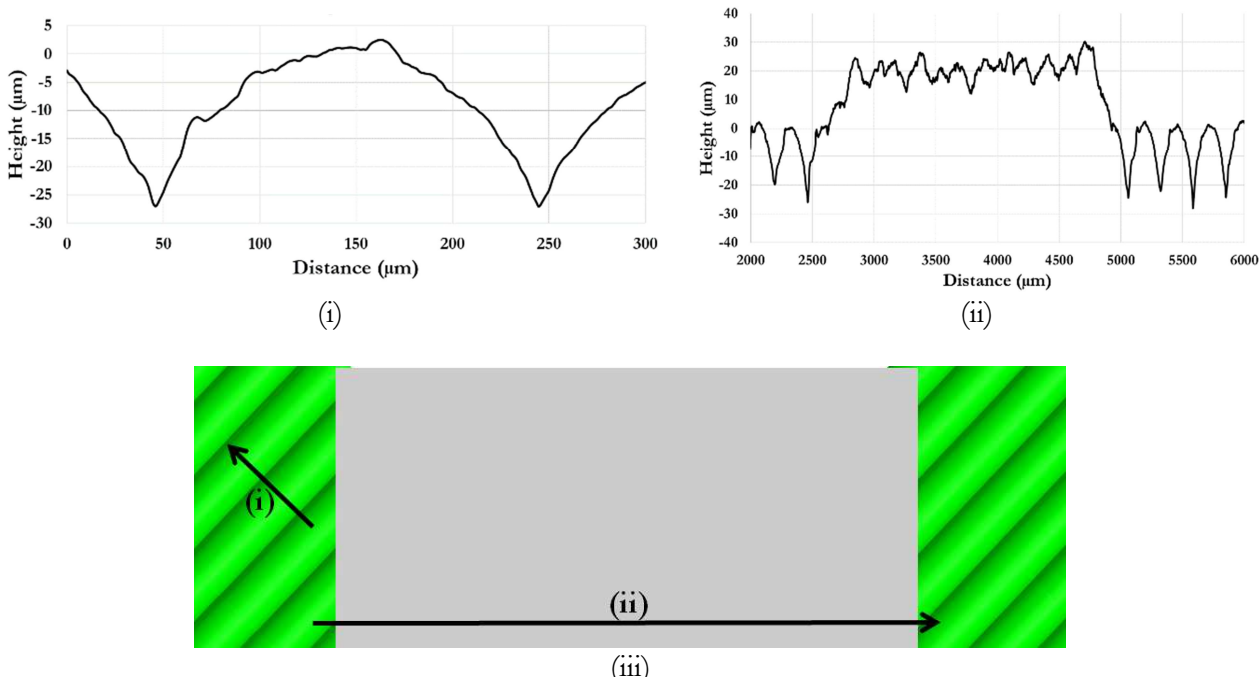 5
0
-5
-10
-15
-20
-25
-30
Height (µm)
0 50 100 150 200 250 300
Distance (µm)
(i)
40
30
20
10
0
-10
-20
-30
-40
Height (µm)
2000 2500 3000 3500 4000 4500 5000 5500 6000
Distance (µm)
(ii)
(i)
(ii)
(iii)